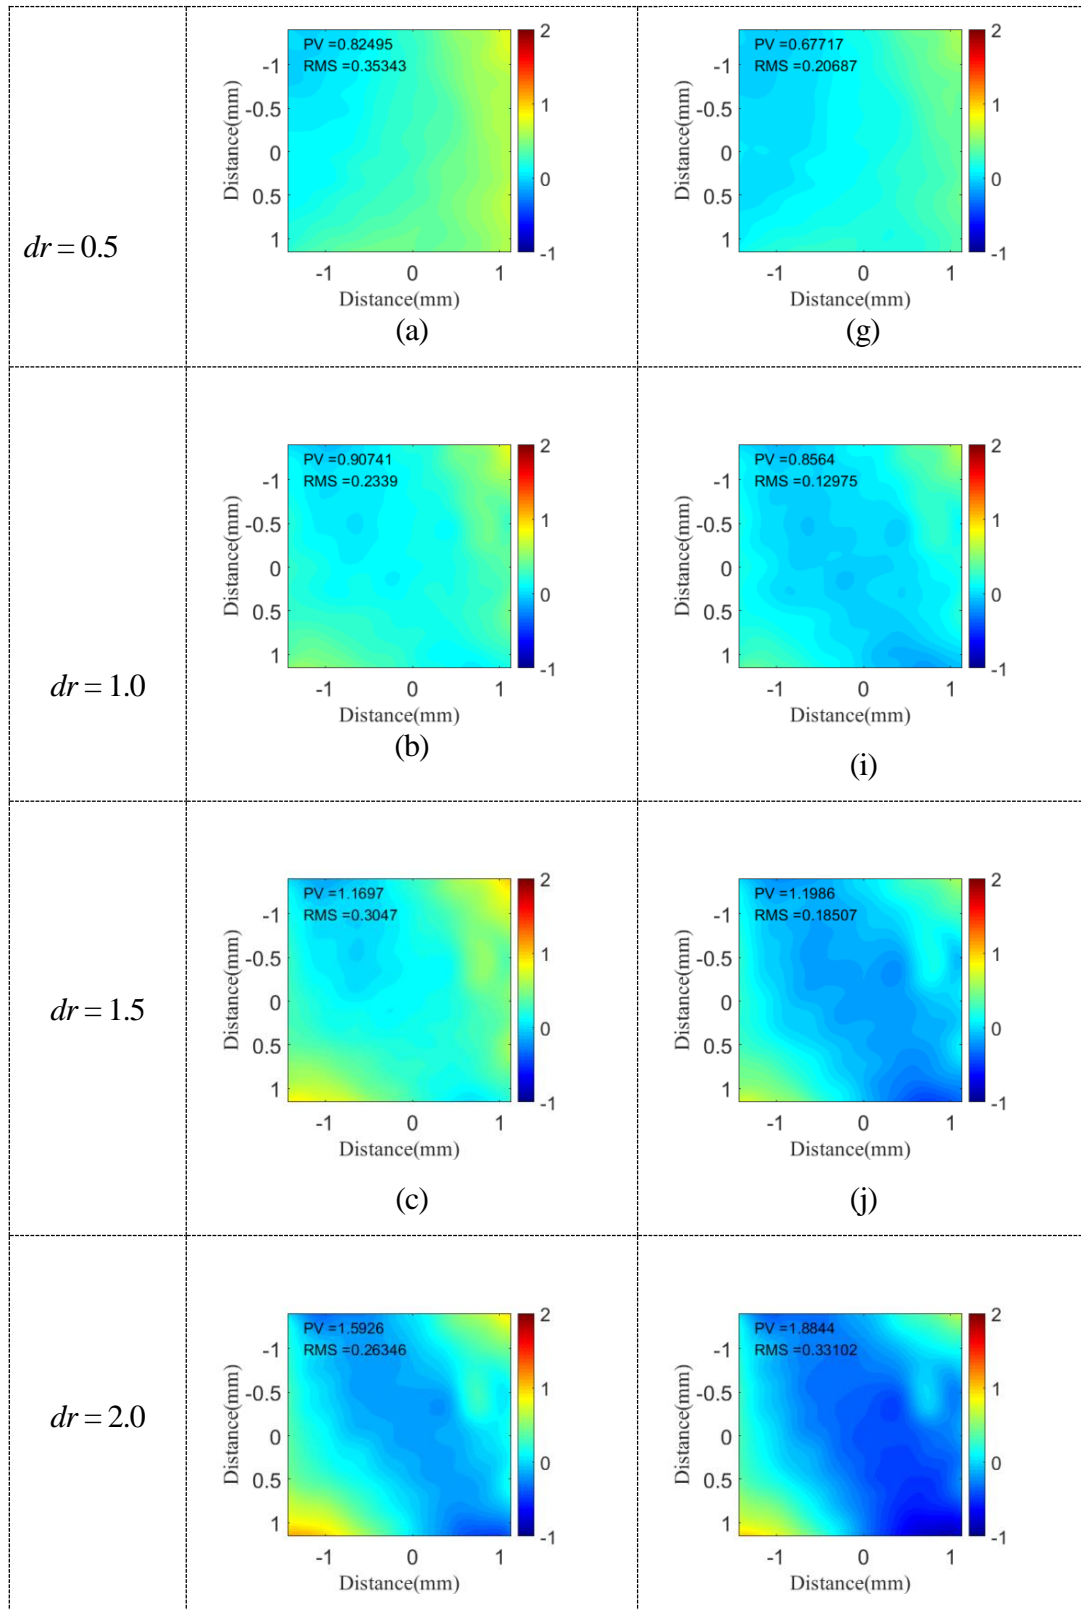 dr = 0.5
PV =0.82495
RMS =0.35343
Distance(mm)
-1
-0.5
0
0.5
1
-1
0
1
Distance(mm)
2
1
0
-1
(a)
PV =0.67717
RMS =0.20687
Distance(mm)
-1
-0.5
0
0.5
1
-1
0
1
Distance(mm)
2
1
0
-1
(g)
dr = 1.0
PV =0.90741
RMS =0.2339
Distance(mm)
-1
-0.5
0
0.5
1
-1
0
1
Distance(mm)
2
1
0
-1
(b)
PV =0.8564
RMS =0.12975
Distance(mm)
-1
-0.5
0
0.5
1
-1
0
1
Distance(mm)
2
1
0
-1
(i)
dr = 1.5
PV =1.1697
RMS =0.3047
Distance(mm)
-1
-0.5
0
0.5
1
-1
0
1
Distance(mm)
2
1
0
-1
(c)
PV =1.1986
RMS =0.18507
Distance(mm)
-1
-0.5
0
0.5
1
-1
0
1
Distance(mm)
2
1
0
-1
(j)
dr = 2.0
PV =1.5926
RMS =0.26346
Distance(mm)
-1
-0.5
0
0.5
1
-1
0
1
Distance(mm)
2
1
0
-1
PV =1.8844
RMS =0.33102
Distance(mm)
-1
-0.5
0
0.5
1
-1
0
1
Distance(mm)
2
1
0
-1